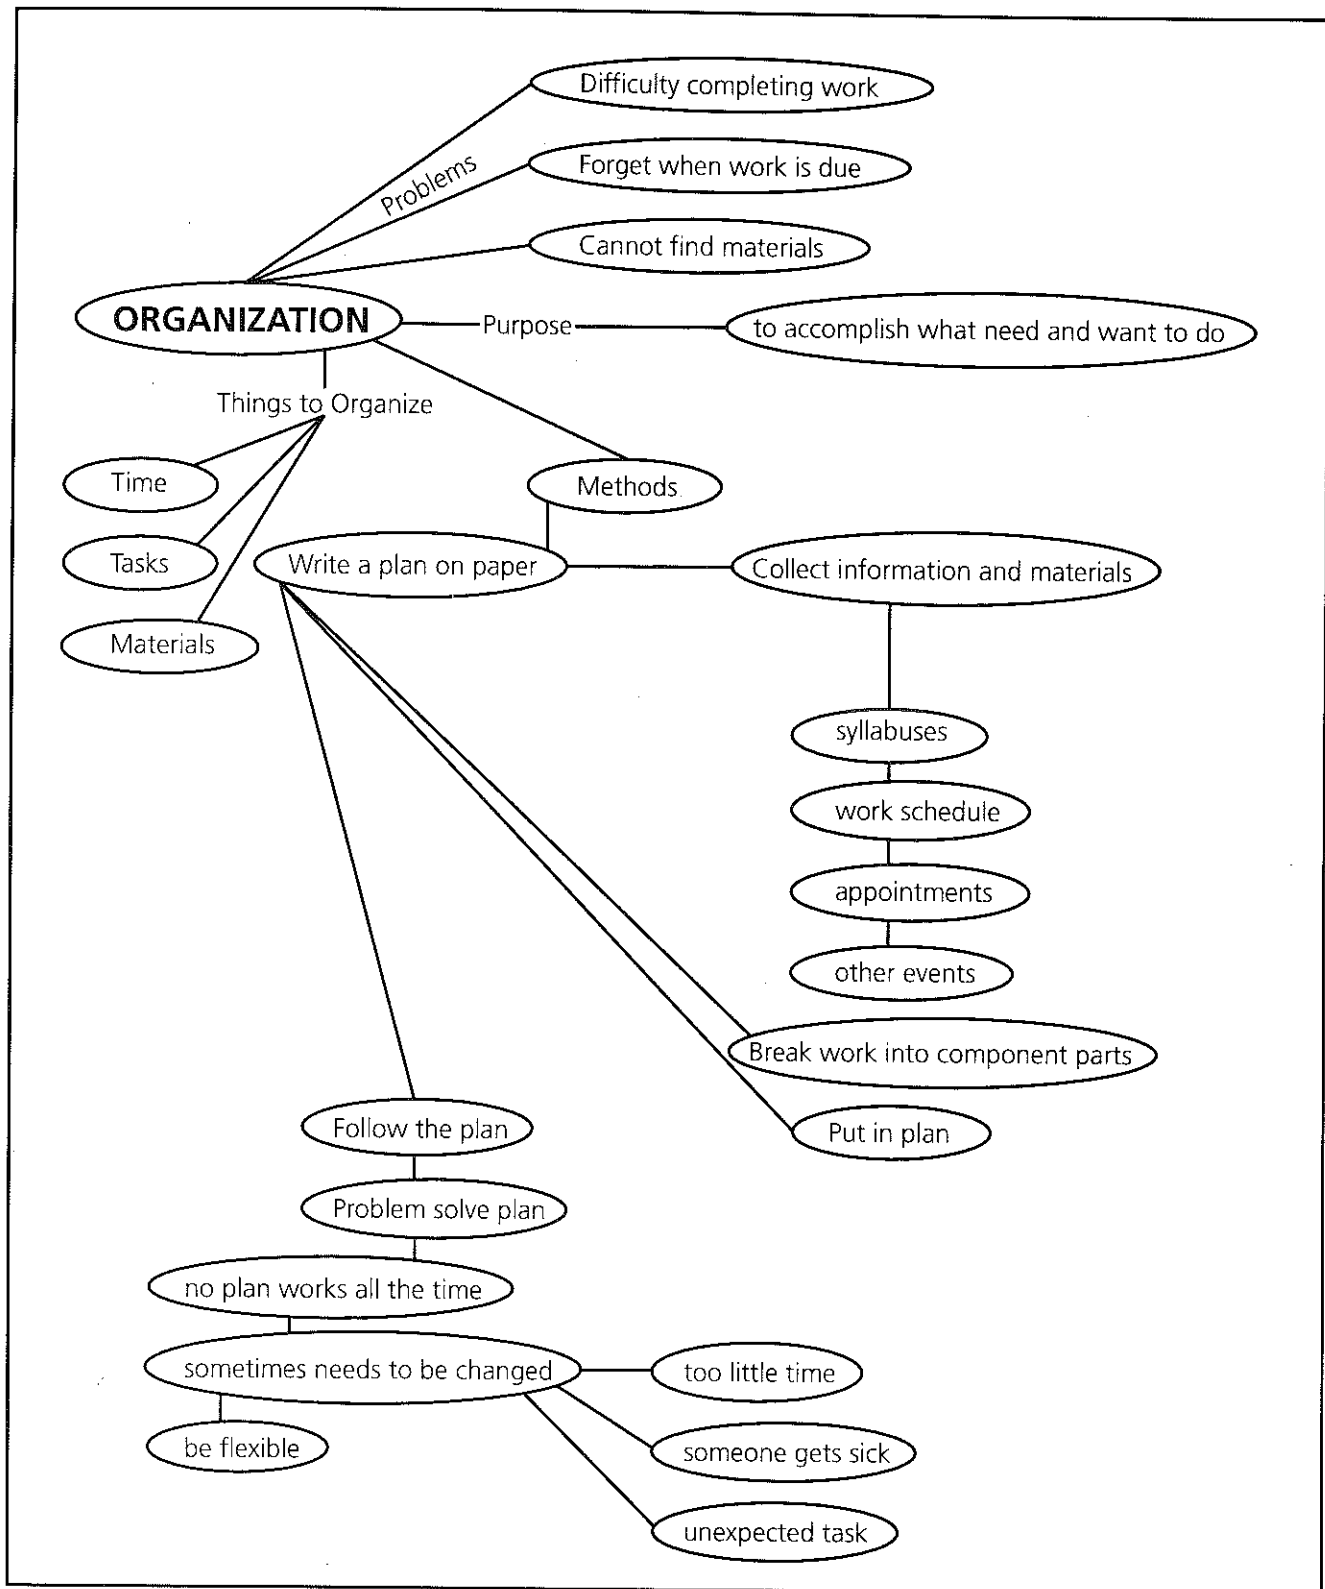 Difficulty completing work
Problems
Forget when work is due
Cannot find materials
ORGANIZATION
Purpose
to accomplish what need and want to do
Things to Organize
Time
Methods
Tasks
Write a plan on paper
Collect information and materials
Materials
syllabuses
work schedule
appointments
other events
Break work into component parts
Follow the plan
Put in plan
Problem solve plan
no plan works all the time
sometimes needs to be changed
too little time
be flexible
someone gets sick
unexpected task